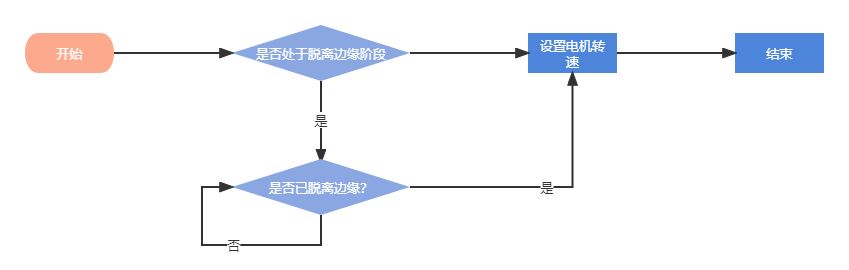 开始
是否处于脱离边缘阶段
设置电机转
速
结束
是
是否已脱离边缘?
是
否